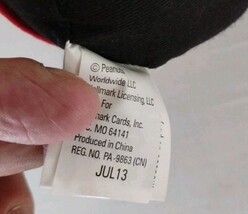 © Peanuts
Worldwide LLC
allmark Licensing, LLC
For
mark Cards, Inc.
, MO 64141
Produced in China
REG. NO. PA-9863 (CN)
JUL13